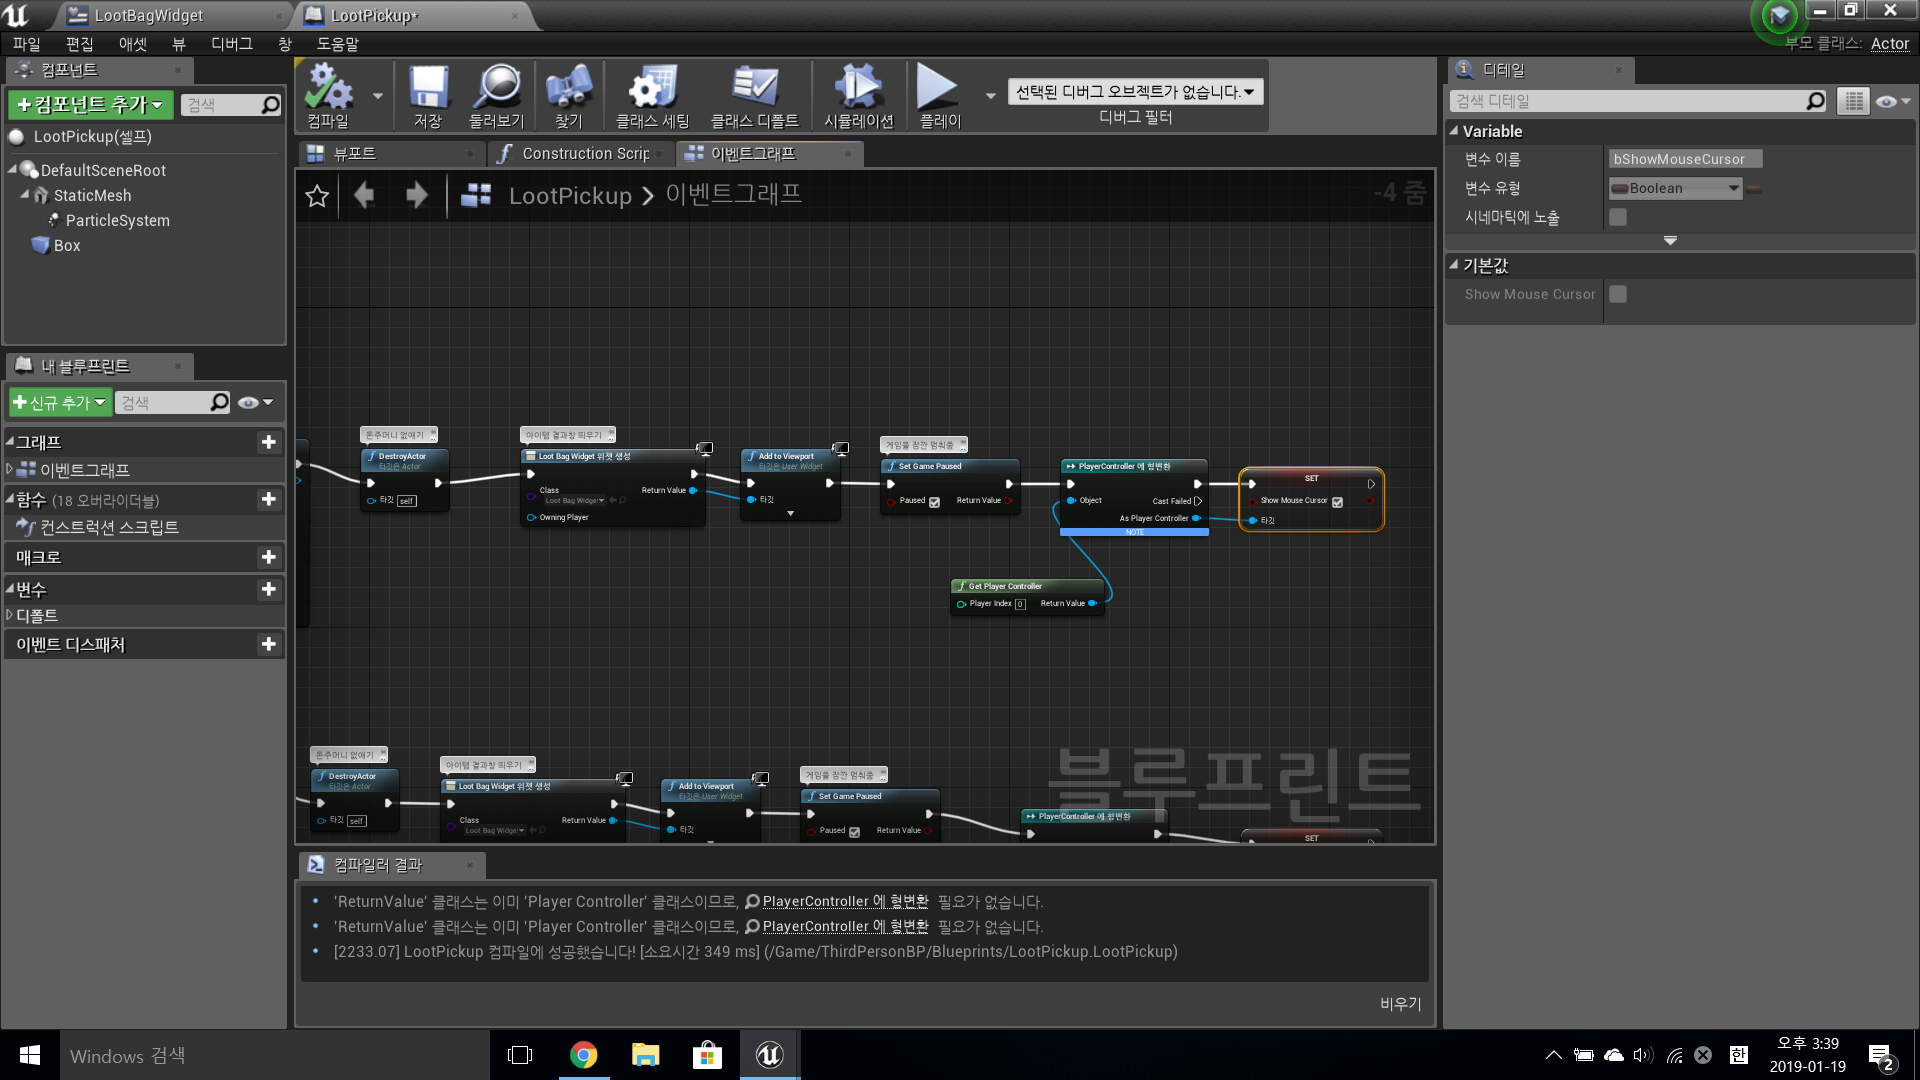 LootBagWidget
LootPickup*
파일 편집 애셋 뷰 디버그 창 도움말
부모 클래스: Actor
컴포넌트
+컴포넌트 추가
검색
LootPickup(셀프)
DefaultSceneRoot
StaticMesh
ParticleSystem
Box
내 블루프린트
+신규 추가
검색
그래프
이벤트그래프
함수 (18 오버라이더블)
컨스트럭션 스크립트
매크로
변수
디폴트
이벤트 디스패처
컴파일
저장
둘러보기
찾기
클래스 세팅
클래스 디폴트
시뮬레이션
플레이
선택된 디버그 오브젝트가 없습니다.
디버그 필터
뷰포트
Construction Scrip
이벤트그래프
LootPickup > 이벤트그래프
-4 줌
돈주머니 없애기
DestroyActor
타깃은 Actor
타깃 self
아이템 결과창 띄우기
Loot Bag Widget 위젯 생성
Class
Loot Bag Widget
Return Value
Owning Player
Add to Viewport
타깃은 User Widget
타깃
게임을 잠깐 멈춰줌
Set Game Paused
Paused
Return Value
PlayerController 에 형변환
Object
Cast Failed
As Player Controller
NOTE
SET
Show Mouse Cursor
타깃
Get Player Controller
Player Index 0
Return Value
돈주머니 없애기
DestroyActor
타깃은 Actor
타깃 self
아이템 결과창 띄우기
Loot Bag Widget 위젯 생성
Class
Loot Bag Widget
Return Value
Add to Viewport
타깃은 User Widget
타깃
게임을 잠깐 멈춰줌
Set Game Paused
Paused
Return Value
PlayerController 에 형변환
SET
블루프린트
컴파일러 결과
'ReturnValue' 클래스는 이미 'Player Controller' 클래스이므로, PlayerController 에 형변환 필요가 없습니다.
'ReturnValue' 클래스는 이미 'Player Controller' 클래스이므로, PlayerController 에 형변환 필요가 없습니다.
[2233.07] LootPickup 컴파일에 성공했습니다! [소요시간 349 ms] (/Game/ThirdPersonBP/Blueprints/LootPickup.LootPickup)
비우기
디테일
검색 디테일
Variable
변수 이름 bShowMouseCursor
변수 유형 Boolean
시네마틱에 노출
기본값
Show Mouse Cursor
Windows 검색
한
오후 3:39
2019-01-19
2